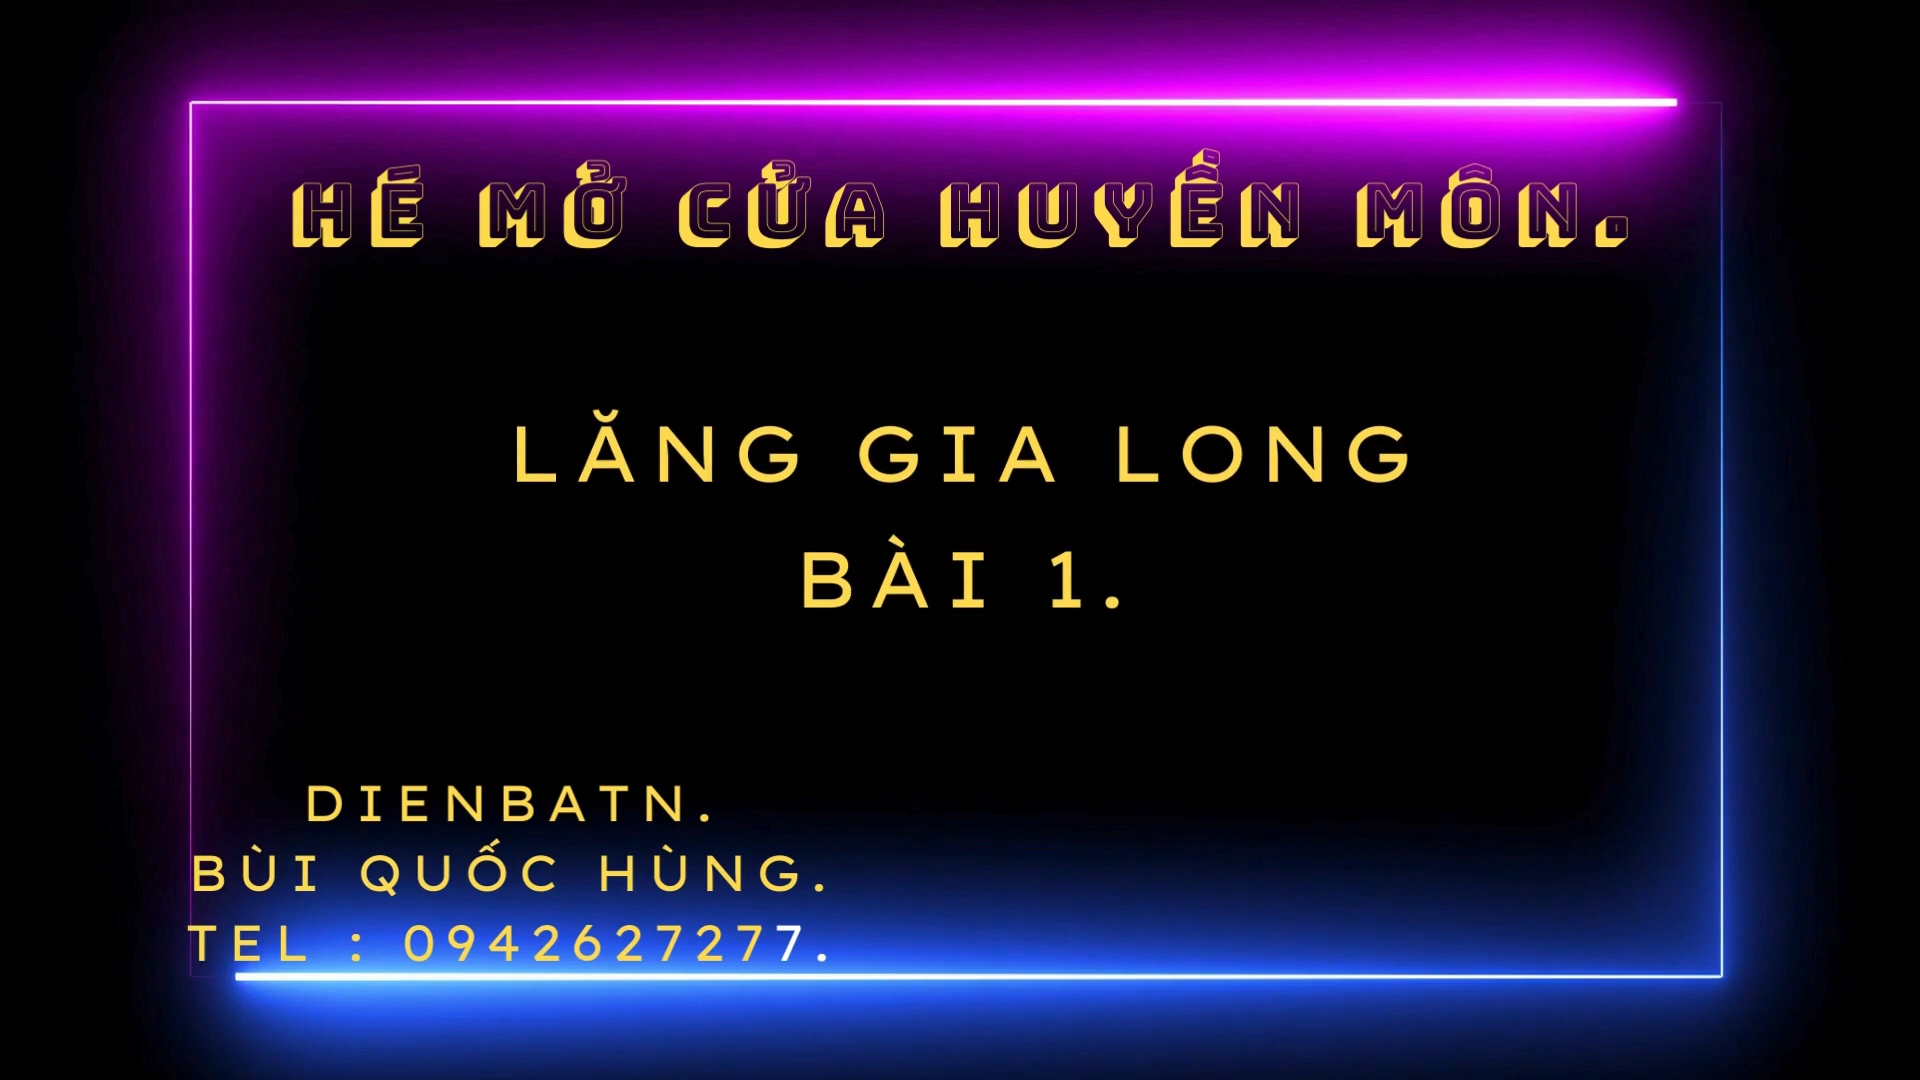 HÉ MỞ CỬA HUYỀN MÔN.
LĂNG GIA LONG
BÀI 1.
DIENBATN.
BÙI QUỐC HÙNG.
TEL : 0942627277.